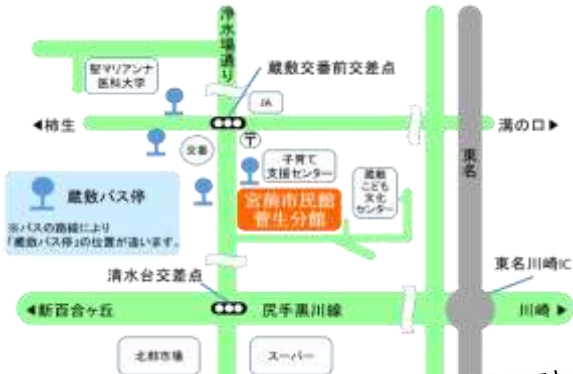 浄水場通り
聖マリアンナ
医科大学
蔵敷交番前交差点
JA
◀柿生
溝の口▶
交番
〒
子育て
支援センター
東名
蔵敷
こども
文化
センター
蔵敷バス停
宮前市民館
菅生分館
※バスの路線により
「蔵敷バス停」の位置が違います。
清水台交差点
東名川崎IC
◀新百合ヶ丘
尻手黒川線
川崎▶
北部市場
スーパー